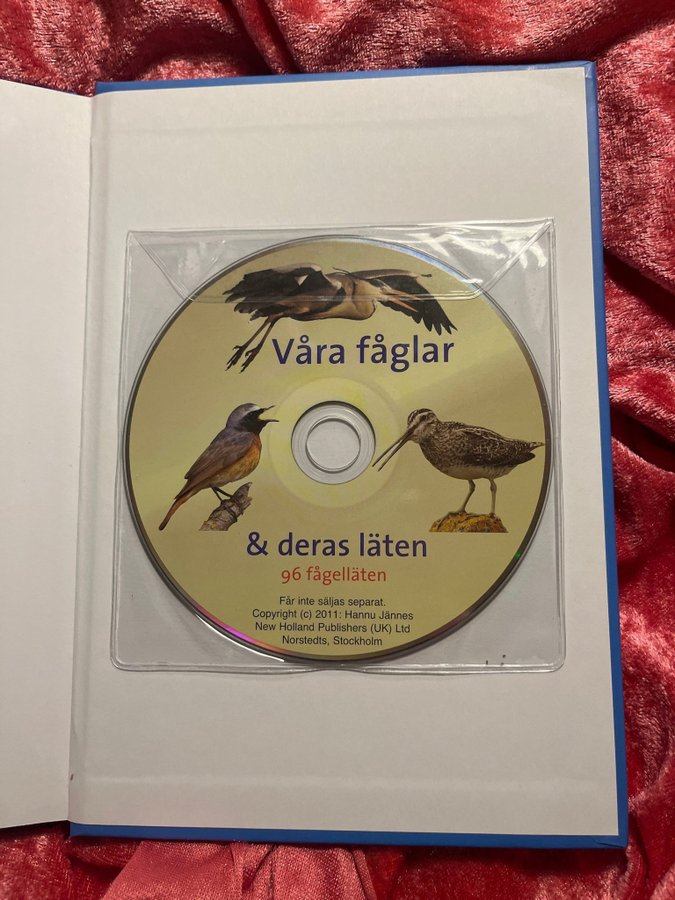 Våra fåglar
& deras läten
96 fågelläten
Får inte säljas separat.
Copyright (c) 2011: Hannu Jännes
New Holland Publishers (UK) Ltd
Norstedts, Stockholm